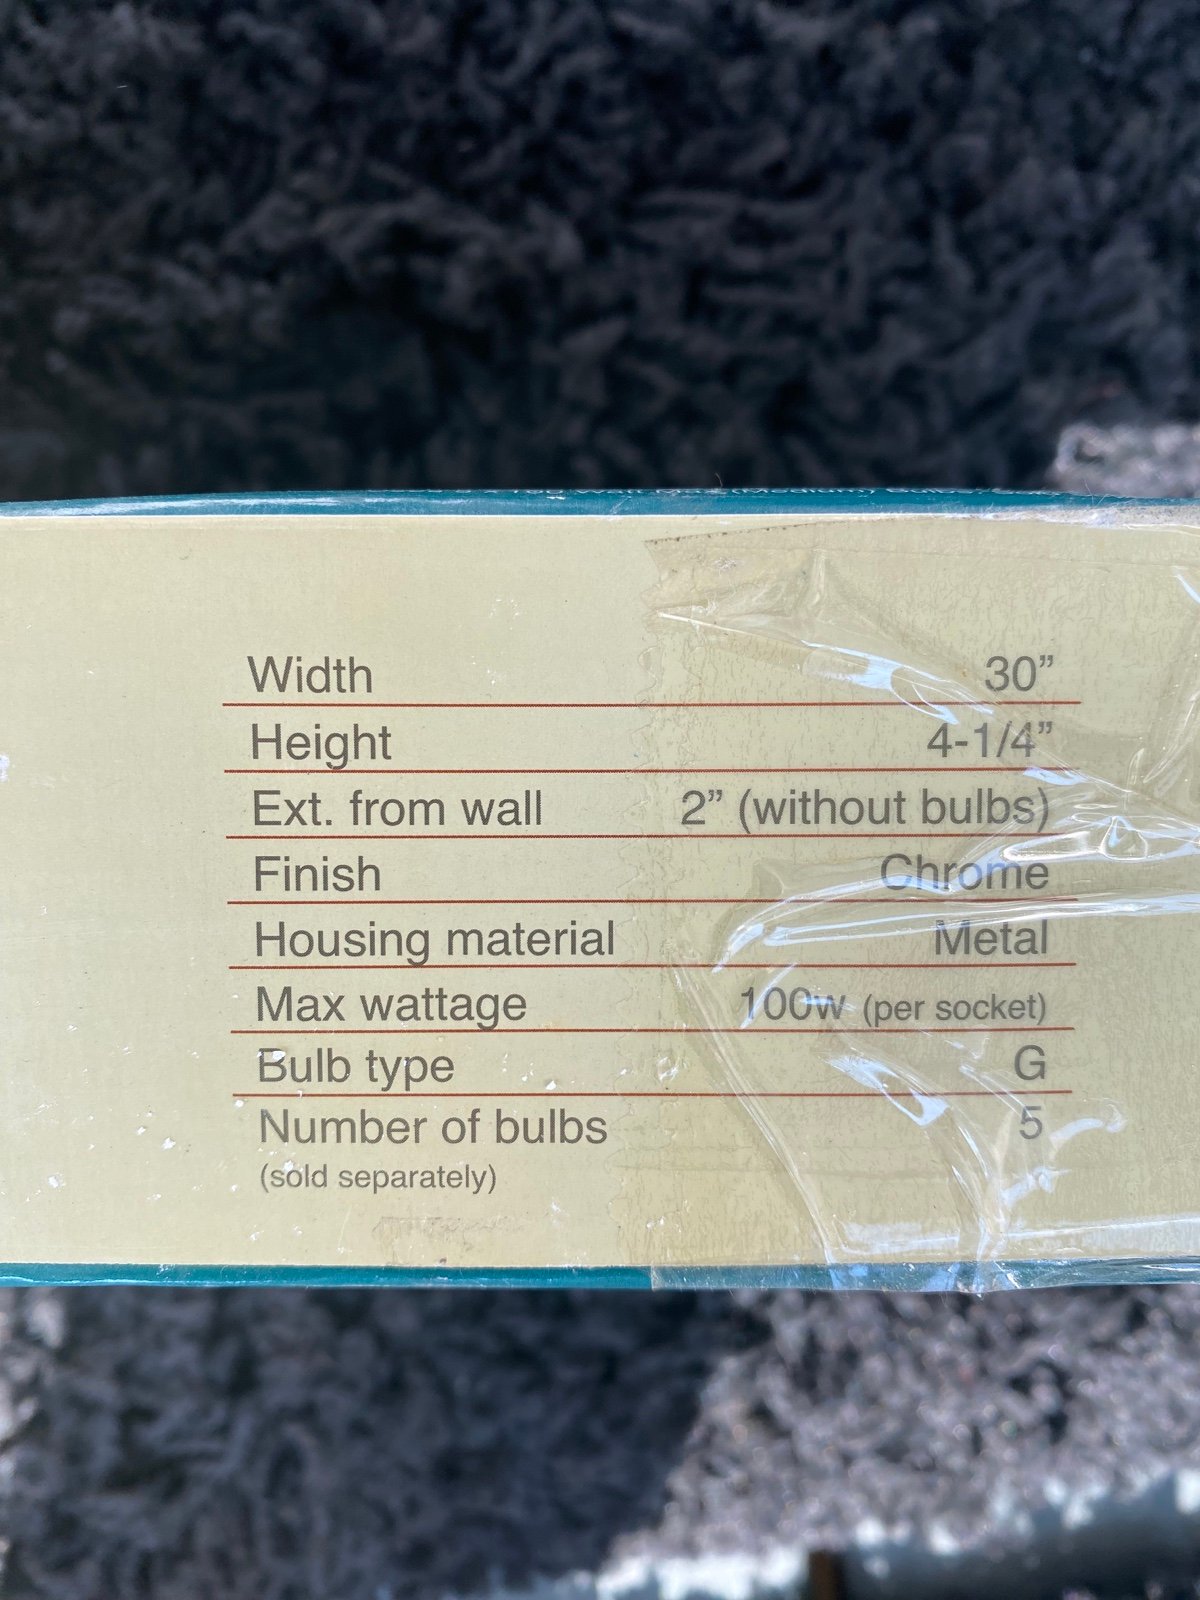 Width 30”
Height 4-1/4”
Ext. from wall 2” (without bulbs)
Finish Chrome
Housing material Metal
Max wattage 100w (per socket)
Bulb type G
Number of bulbs 5
(sold separately)